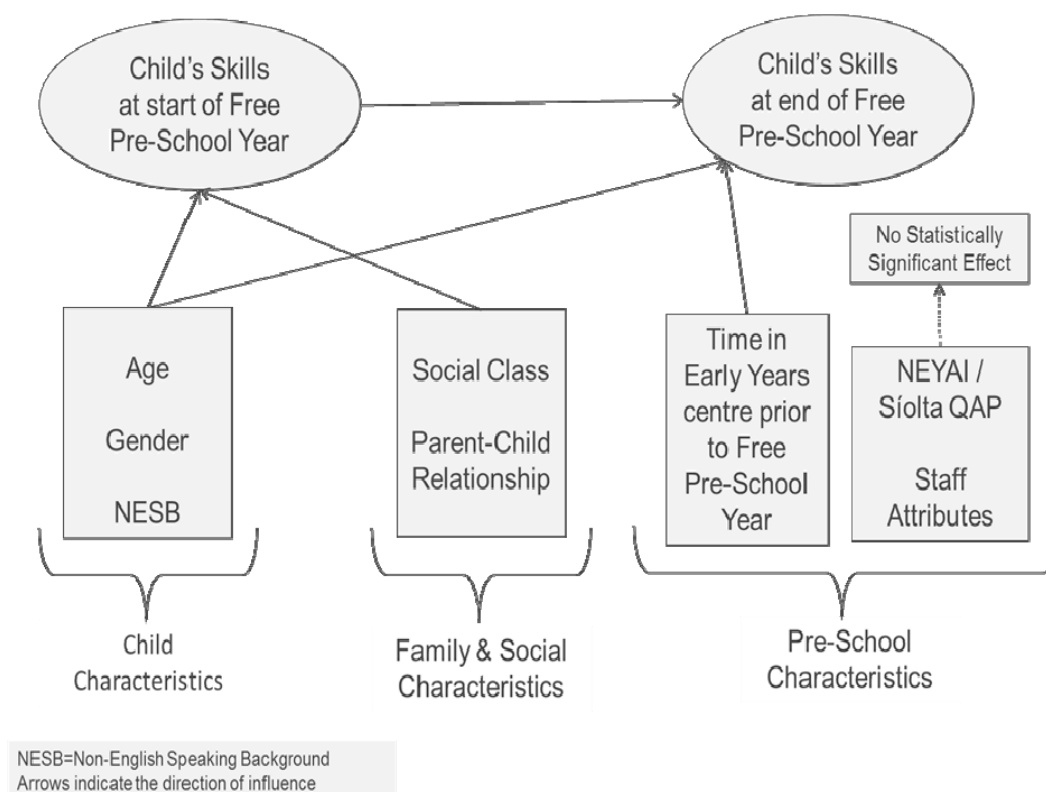 Child's Skills
at start of Free
Pre-School Year
Child's Skills
at end of Free
Pre-School Year
No Statistically
Significant Effect
Age
Gender
NESB
Social Class
Parent-Child
Relationship
Time in
Early Years
centre prior
to Free
Pre-School
Year
NEYAI /
Síolta QAP
Staff
Attributes
Child
Characteristics
Family & Social
Characteristics
Pre-School
Characteristics
NESB=Non-English Speaking Background
Arrows indicate the direction of influence